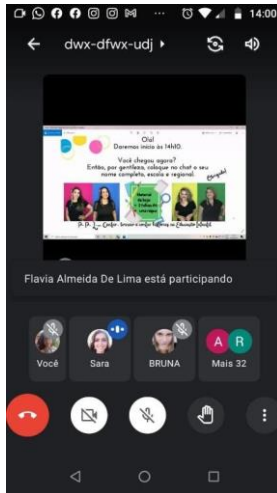 14:00
dwx-dfwx-udj
Olá!
Daremos início às 14h10.
Você chegou agora?
Então, por gentileza, coloque no chat o seu
nome completo, escola e regional.
Obrigada!
Flavia Almeida De Lima está participando
A R
Você Sara BRUNA Mais 32